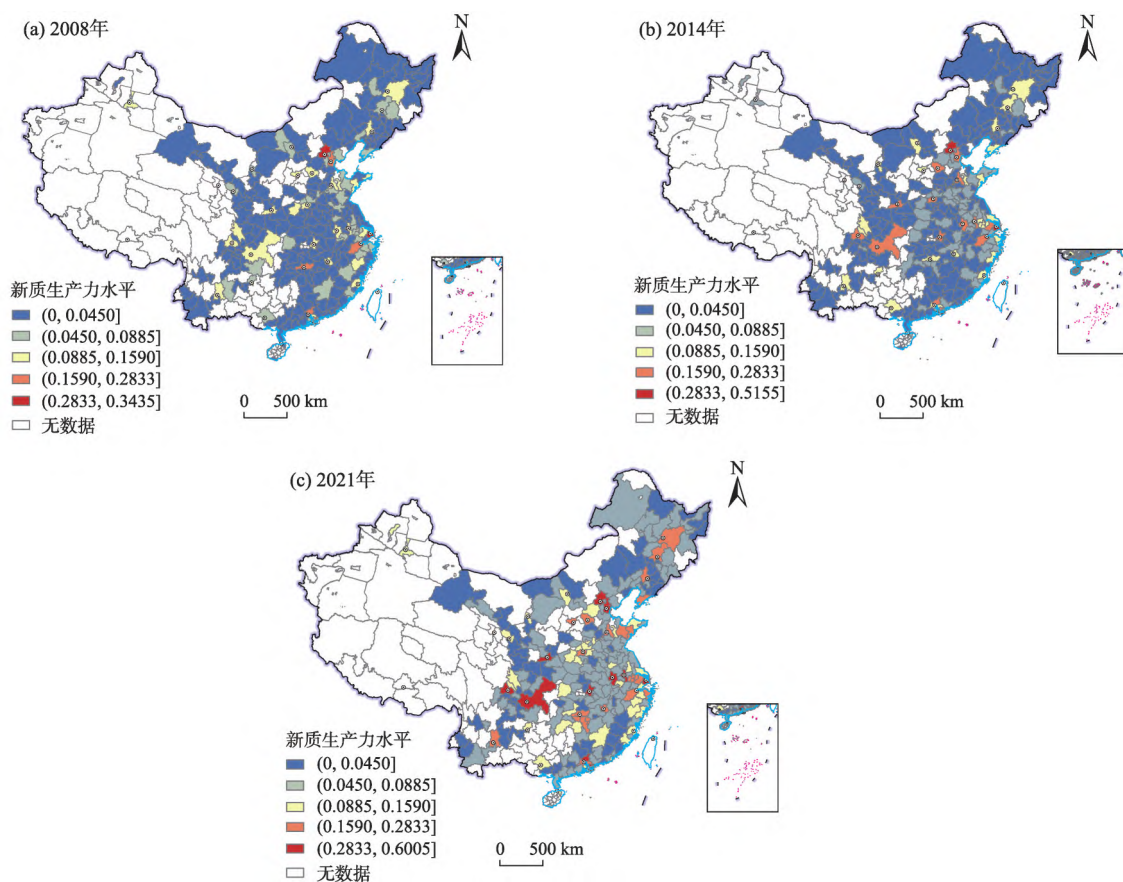 (a) 2008年
N
新质生产力水平
(0, 0.0450]
(0.0450, 0.0885]
(0.0885, 0.1590]
(0.1590, 0.2833]
(0.2833, 0.3435]
无数据
0 500 km
(b) 2014年
N
新质生产力水平
(0, 0.0450]
(0.0450, 0.0885]
(0.0885, 0.1590]
(0.1590, 0.2833]
(0.2833, 0.5155]
无数据
0 500 km
(c) 2021年
N
新质生产力水平
(0, 0.0450]
(0.0450, 0.0885]
(0.0885, 0.1590]
(0.1590, 0.2833]
(0.2833, 0.6005]
无数据
0 500 km